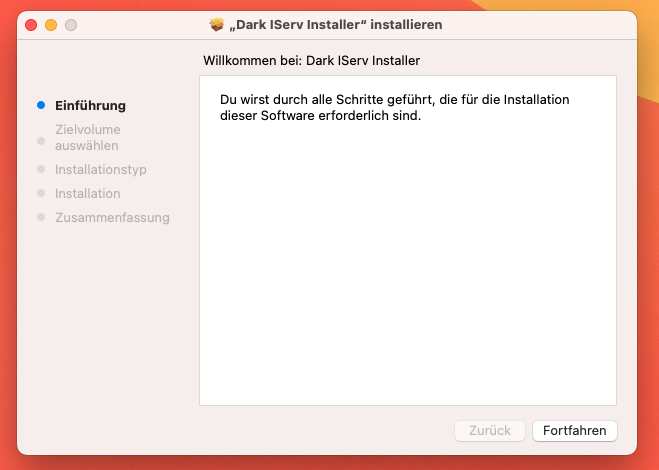 „Dark IServ Installer“ installieren
Willkommen bei: Dark IServ Installer
Einführung
Zielvolume
auswählen
Installationstyp
Installation
Zusammenfassung
Du wirst durch alle Schritte geführt, die für die Installation
dieser Software erforderlich sind.
Zurück
Fortfahren